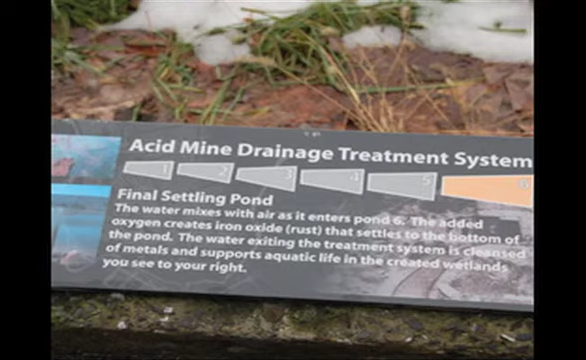 Acid Mine Drainage Treatment System
1 2 3 4 5 6
Final Settling Pond
The water mixes with air as it enters pond 6. The added
oxygen creates iron oxide (rust) that settles to the bottom of
the pond. The water exiting the treatment system is cleansed
of metals and supports aquatic life in the created wetlands
you see to your right.